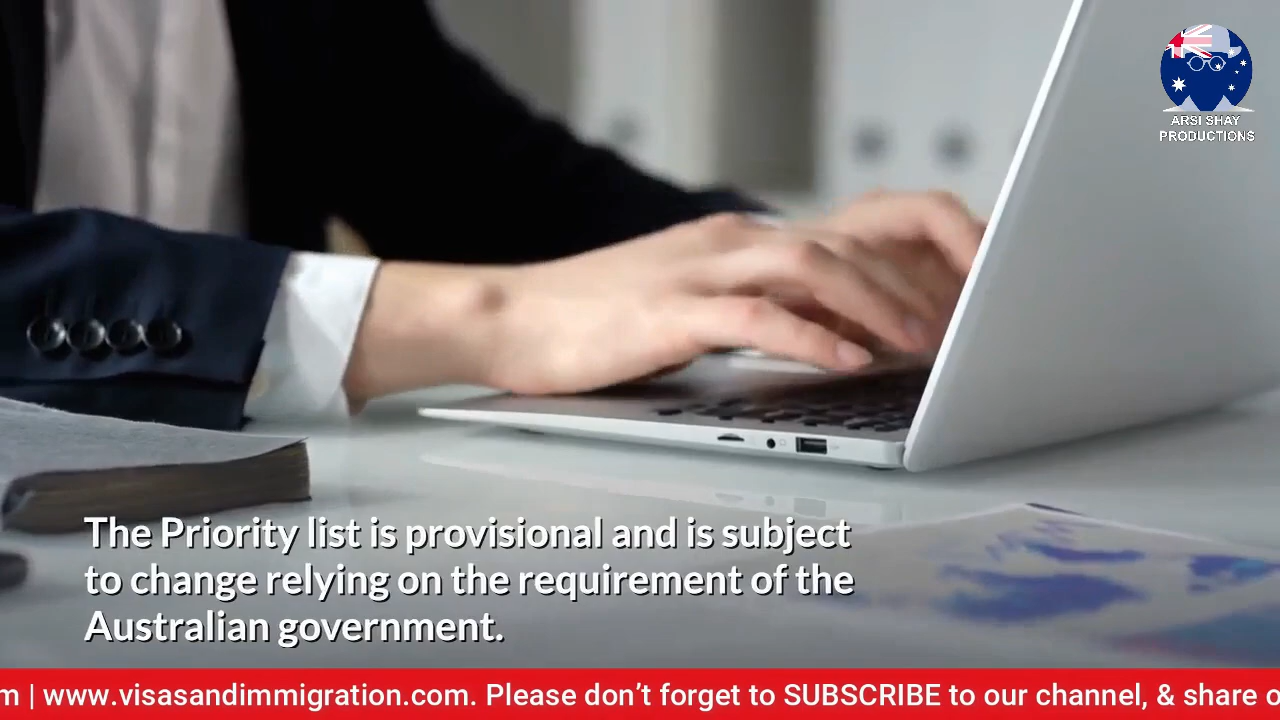 ARSI SHAY
PRODUCTIONS
The Priority list is provisional and is subject
to change relying on the requirement of the
Australian government.
m | www.visasandimmigration.com. Please don’t forget to SUBSCRIBE to our channel, & share o